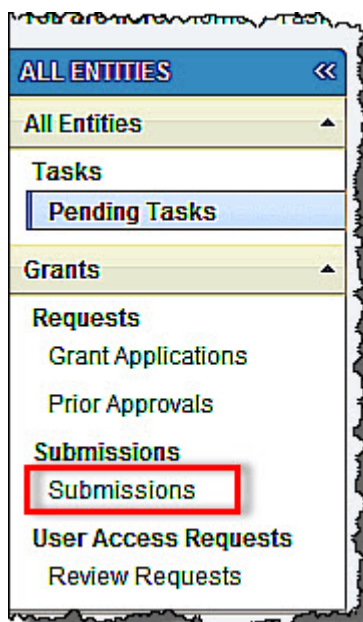 ALL ENTITIES «
All Entities
Tasks
Pending Tasks
Grants
Requests
Grant Applications
Prior Approvals
Submissions
Submissions
User Access Requests
Review Requests